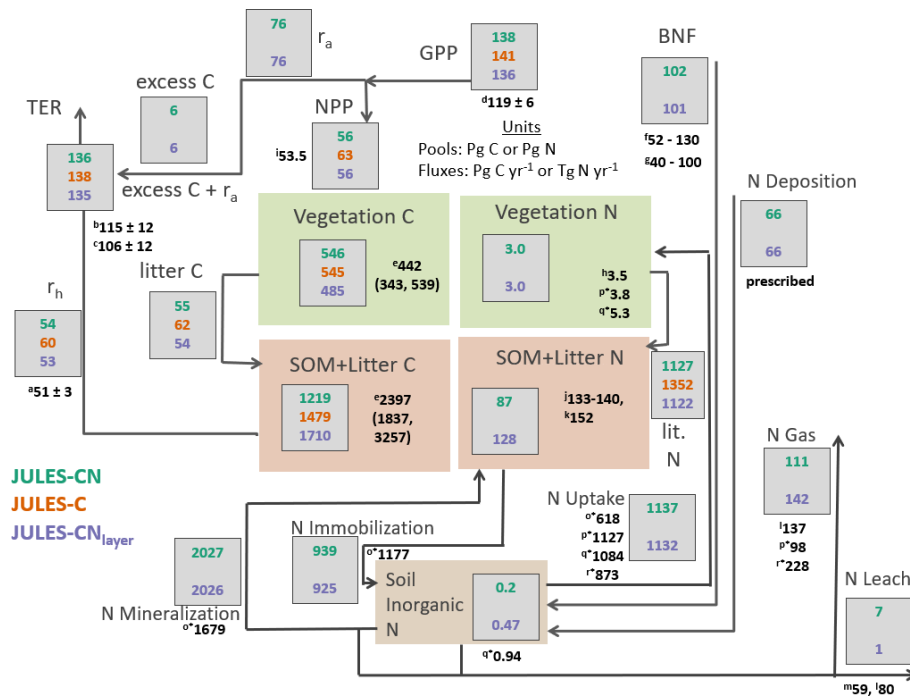 76
76
r_a
GPP
138
141
136
ᵈ119 ± 6
BNF
102
101
ᶠ52 - 130
ᵍ40 - 100
excess C
6
6
TER
NPP
ⁱ53.5
56
63
56
Units
Pools: Pg C or Pg N
Fluxes: Pg C yr⁻¹ or Tg N yr⁻¹
136
138
135
excess C + r_a
ᵇ115 ± 12
ᶜ106 ± 12
N Deposition
66
66
prescribed
Vegetation C
546
545
485
ᵉ442
(343, 539)
Vegetation N
3.0
3.0
ʰ3.5
ᵖ*3.8
q*5.3
litter C
55
62
54
r_h
54
60
53
ᵃ51 ± 3
SOM+Litter C
1219
1479
1710
ᵉ2397
(1837,
3257)
SOM+Litter N
87
128
ʲ133-140,
ᵏ152
1127
1352
1122
lit.
N
JULES-CN
JULES-C
JULES-CN_layer
N Gas
111
142
ˡ137
ᵖ*98
ʳ*228
N Uptake
ᵒ*618
ᵖ*1127
q*1084
ʳ*873
1137
1132
N Immobilization
939
925
ᵒ*1177
2027
2026
N Mineralization
ᵒ*1679
Soil
Inorganic
N
0.2
0.47
q*0.94
N Leach
7
1
ᵐ59, ˡ80